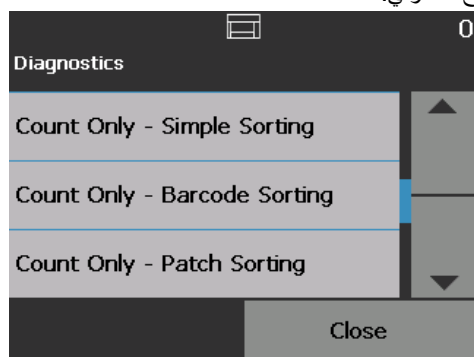 0
Diagnostics
Count Only - Simple Sorting
Count Only - Barcode Sorting
Count Only - Patch Sorting
Close